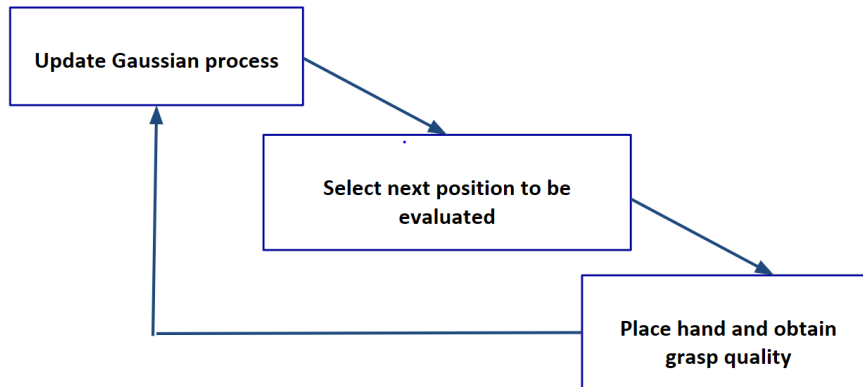 Update Gaussian process
Select next position to be
evaluated
Place hand and obtain
grasp quality